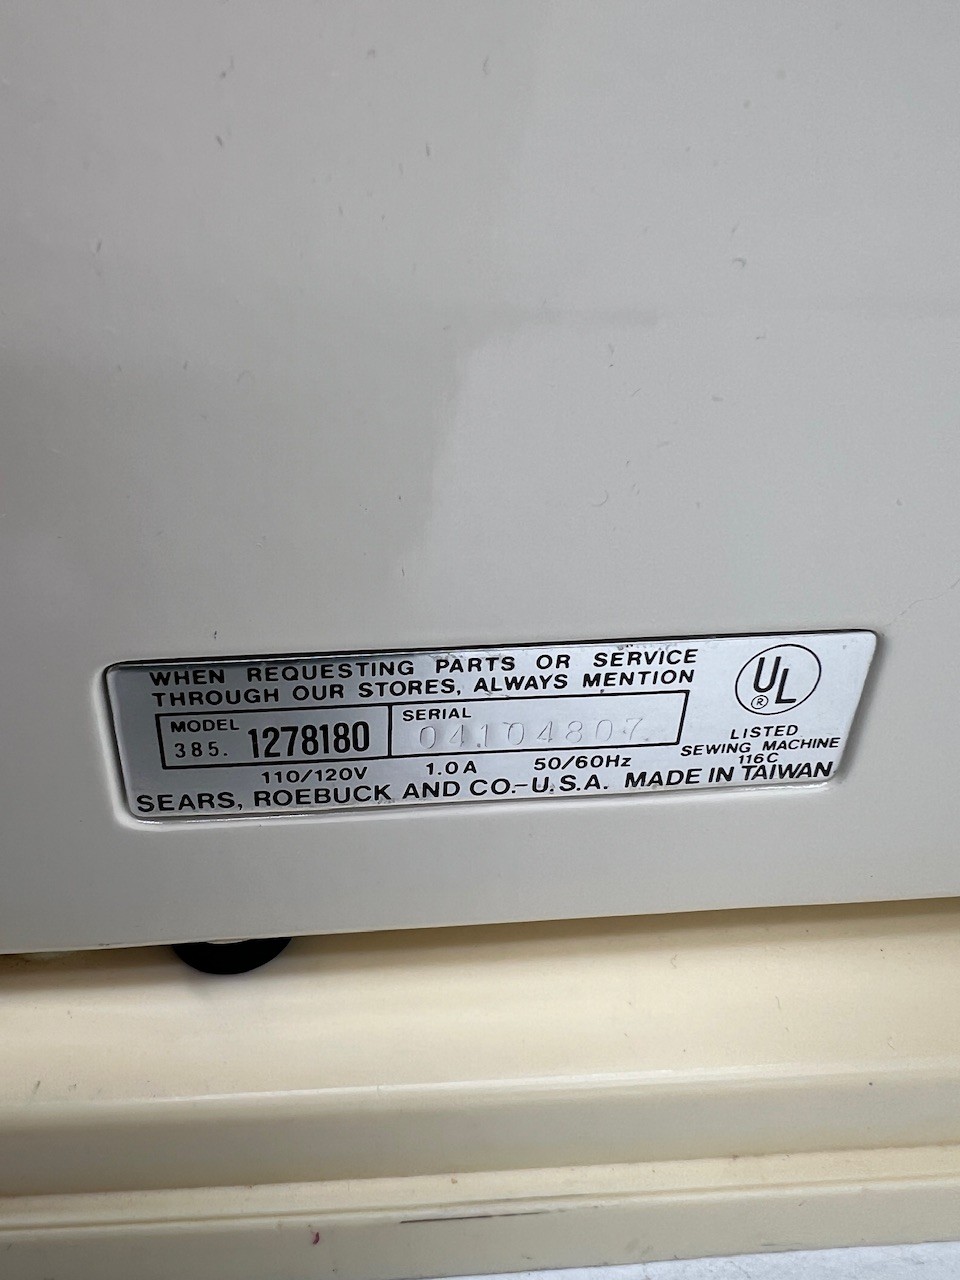 WHEN REQUESTING PARTS OR SERVICE
THROUGH OUR STORES, ALWAYS MENTION
MODEL
385. 1278180
SERIAL
04104807
110/120V 1.0A 50/60Hz
SEARS, ROEBUCK AND CO.-U.S.A. MADE IN TAIWAN
UL
®
LISTED
SEWING MACHINE
116C